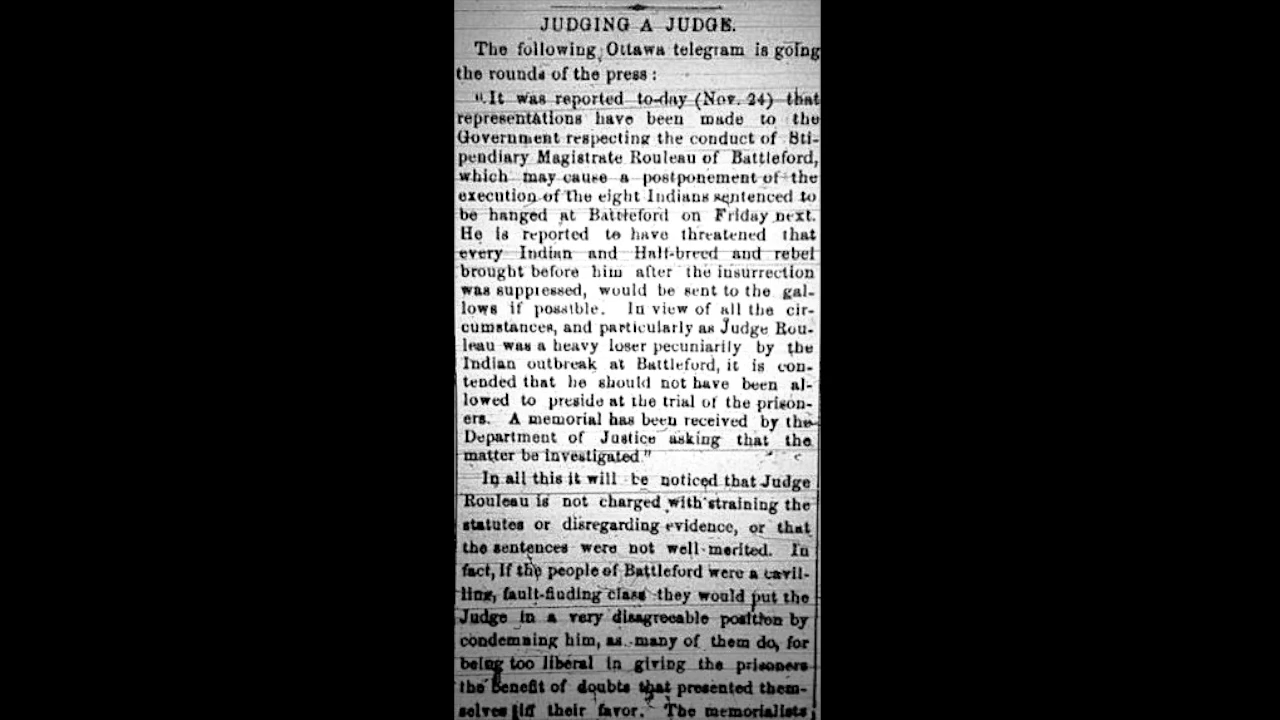 JUDGING A JUDGE.
The following Ottawa telegram is going
the rounds of the press :
"It was reported to-day (Nov. 24) that
representations have been made to the
Government respecting the conduct of Sti-
pendiary Magistrate Rouleau of Battleford,
which may cause a postponement of the
execution of the eight Indians sentenced to
be hanged at Battleford on Friday next.
He is reported to have threatened that
every Indian and Half-breed and rebel
brought before him after the insurrection
was suppressed, would be sent to the gal-
lows if possible. In view of all the cir-
cumstances, and particularly as Judge Rou-
leau was a heavy loser pecuniarily by the
Indian outbreak at Battleford, it is con-
tended that he should not have been al-
lowed to preside at the trial of the prison-
ers. A memorial has been received by the
Department of Justice asking that the
matter be investigated."
In all this it will be noticed that Judge
Rouleau is not charged with straining the
statutes or disregarding evidence, or that
the sentences were not well-merited. In
fact, if the people of Battleford were a cavil-
ling, fault-finding class they would put the
Judge in a very disagreeable position by
condemning him, as many of them do, for
being too liberal in giving the prisoners
the benefit of doubts that presented them-
selves in their favor. The memorialists